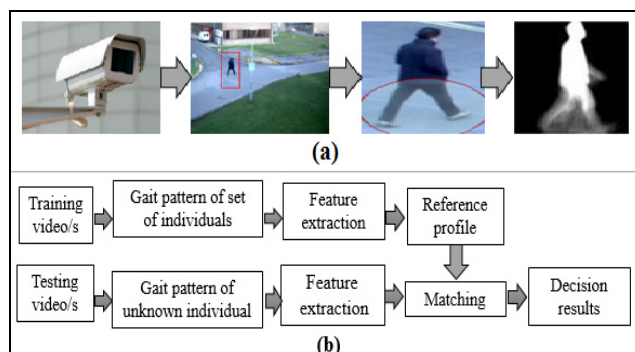 (a)
Training
video/s
Gait pattern of set
of individuals
Feature
extraction
Reference
profile
Testing
video/s
Gait pattern of
unknown individual
Feature
extraction
Matching
Decision
results
(b)